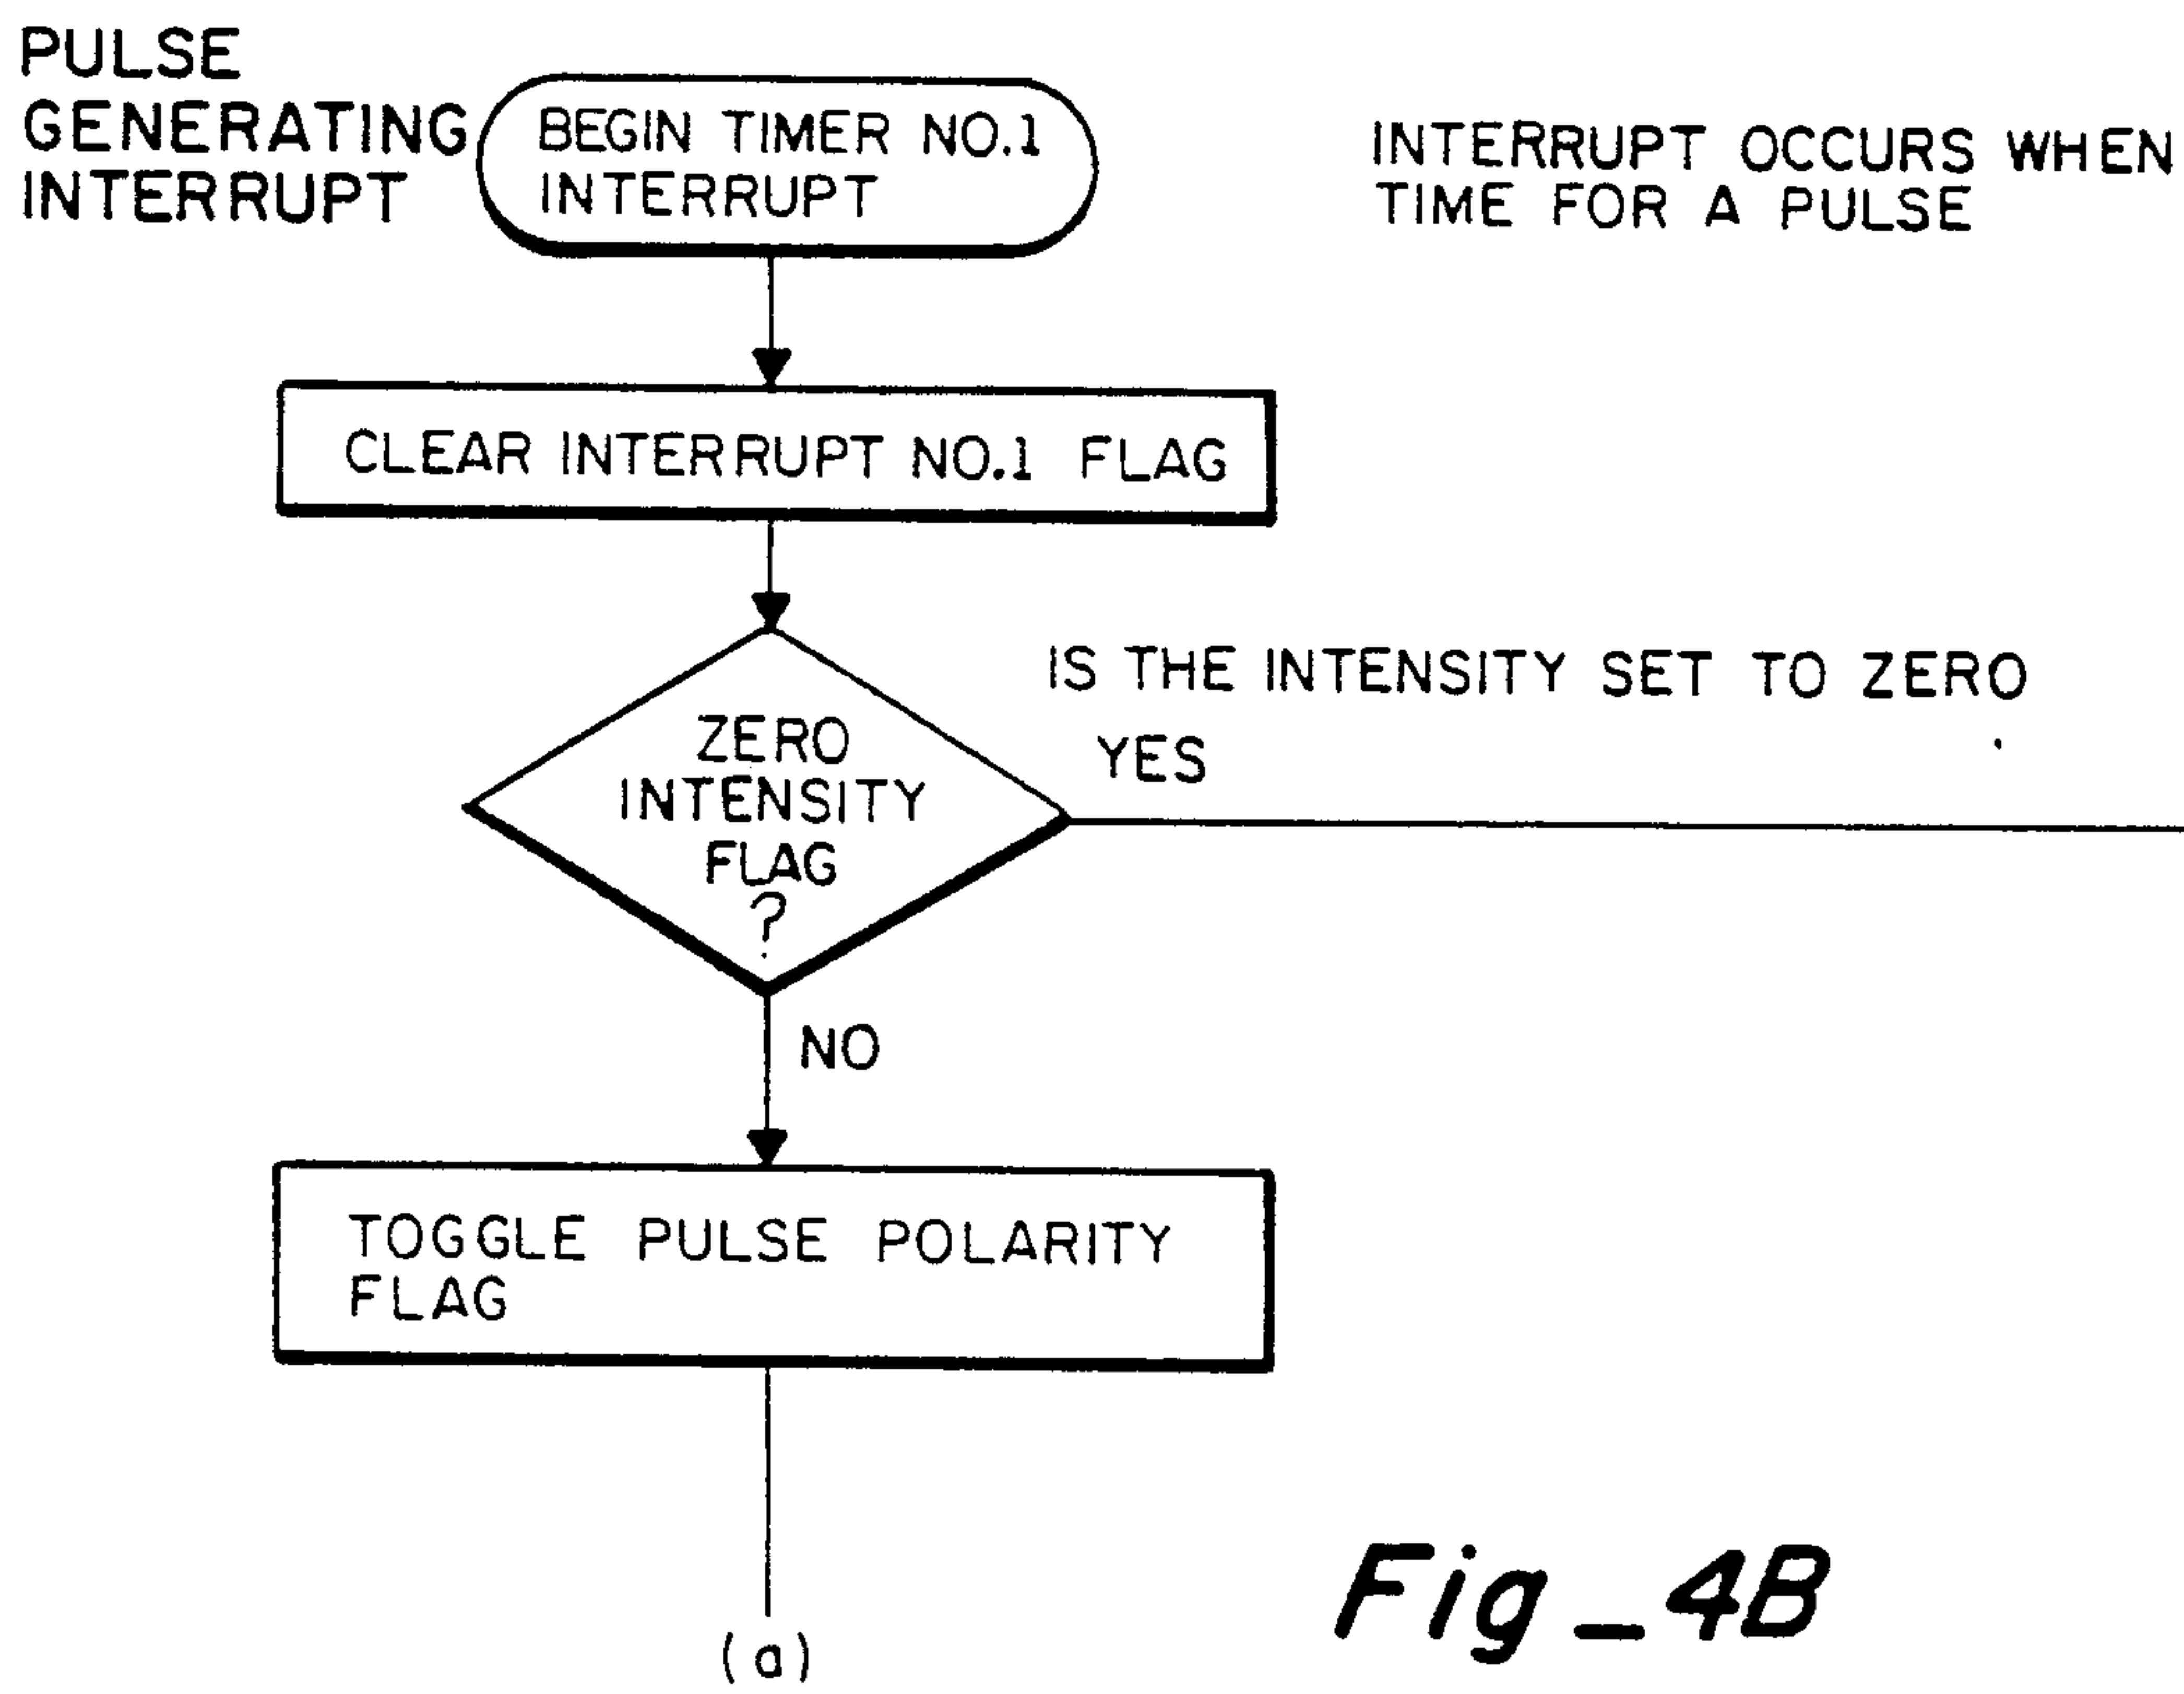 PULSE
GENERATING
INTERRUPT
BEGIN TIMER NO.1
INTERRUPT
INTERRUPT OCCURS WHEN
TIME FOR A PULSE
CLEAR INTERRUPT NO.1 FLAG
IS THE INTENSITY SET TO ZERO
YES
ZERO
INTENSITY
FLAG
?
NO
TOGGLE PULSE POLARITY
FLAG
(a)
Fig_4B